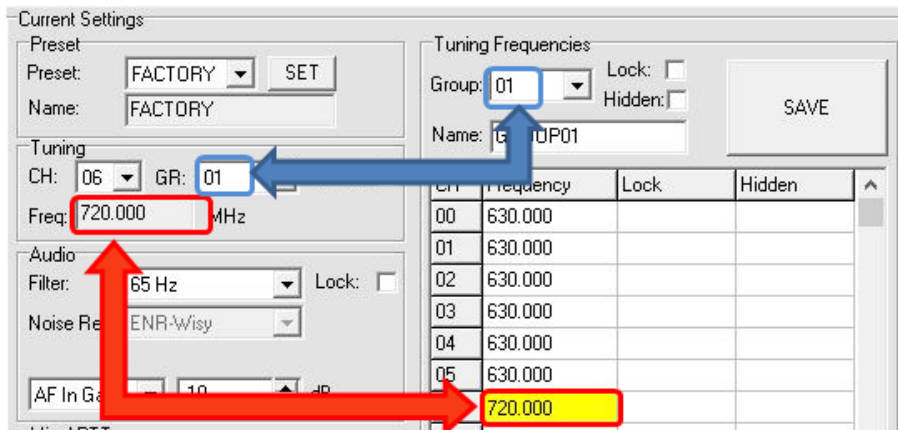 Current Settings
Preset
Preset: FACTORY SET
Name: FACTORY
Tuning
CH: 06 GR: 01
Freq: 720.000 MHz
Audio
Filter: 65 Hz Lock:
Noise ENR-Wisy
AF In 10 dB
Tuning Frequencies
Group: 01 Lock:
Hidden:
SAVE
Name:
CH Frequency Lock Hidden
00 630.000
01 630.000
02 630.000
03 630.000
04 630.000
05 630.000
720.000